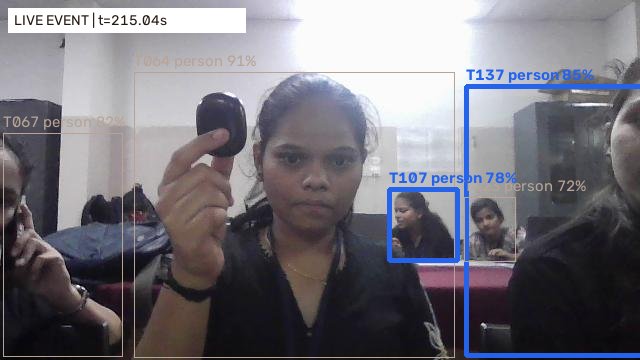 LIVE EVENT | t=215.04s
T064 person 91%
T137 person 85%
T067 person 82%
T107 person 78%
person 72%